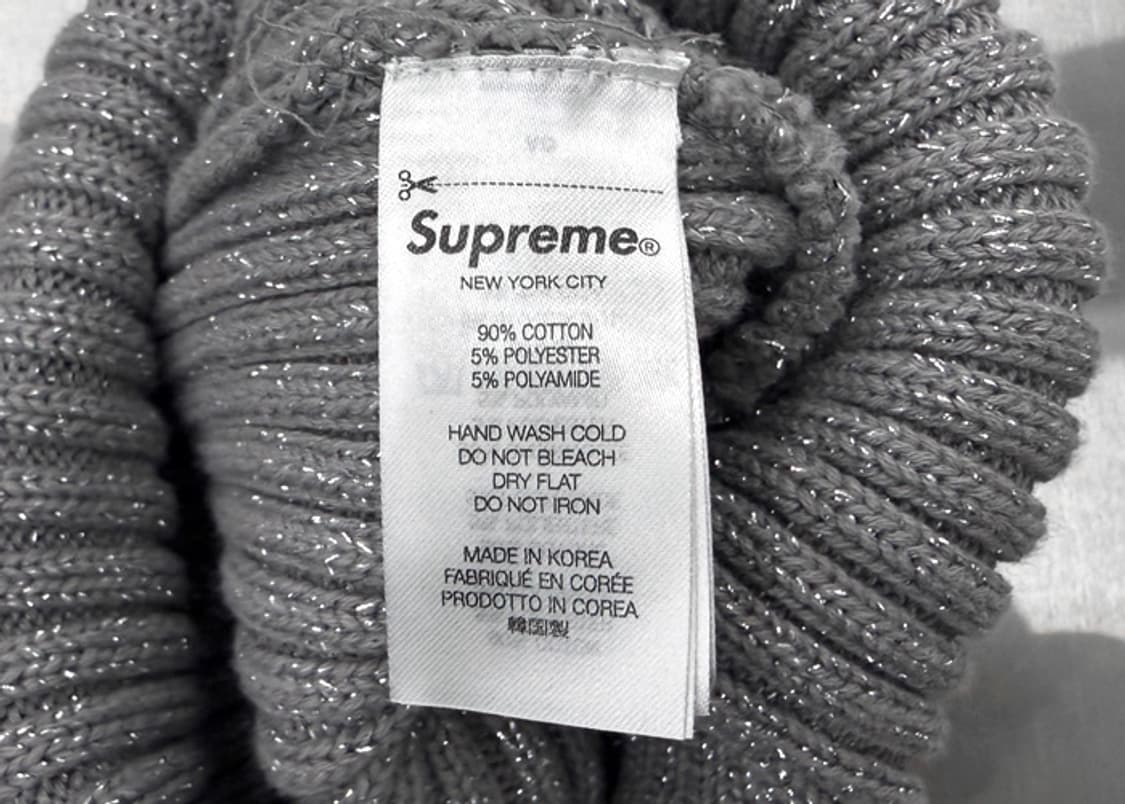 Supreme®
NEW YORK CITY
90% COTTON
5% POLYESTER
5% POLYAMIDE
HAND WASH COLD
DO NOT BLEACH
DRY FLAT
DO NOT IRON
MADE IN KOREA
FABRIQUÉ EN CORÉE
PRODOTTO IN COREA
韓国製